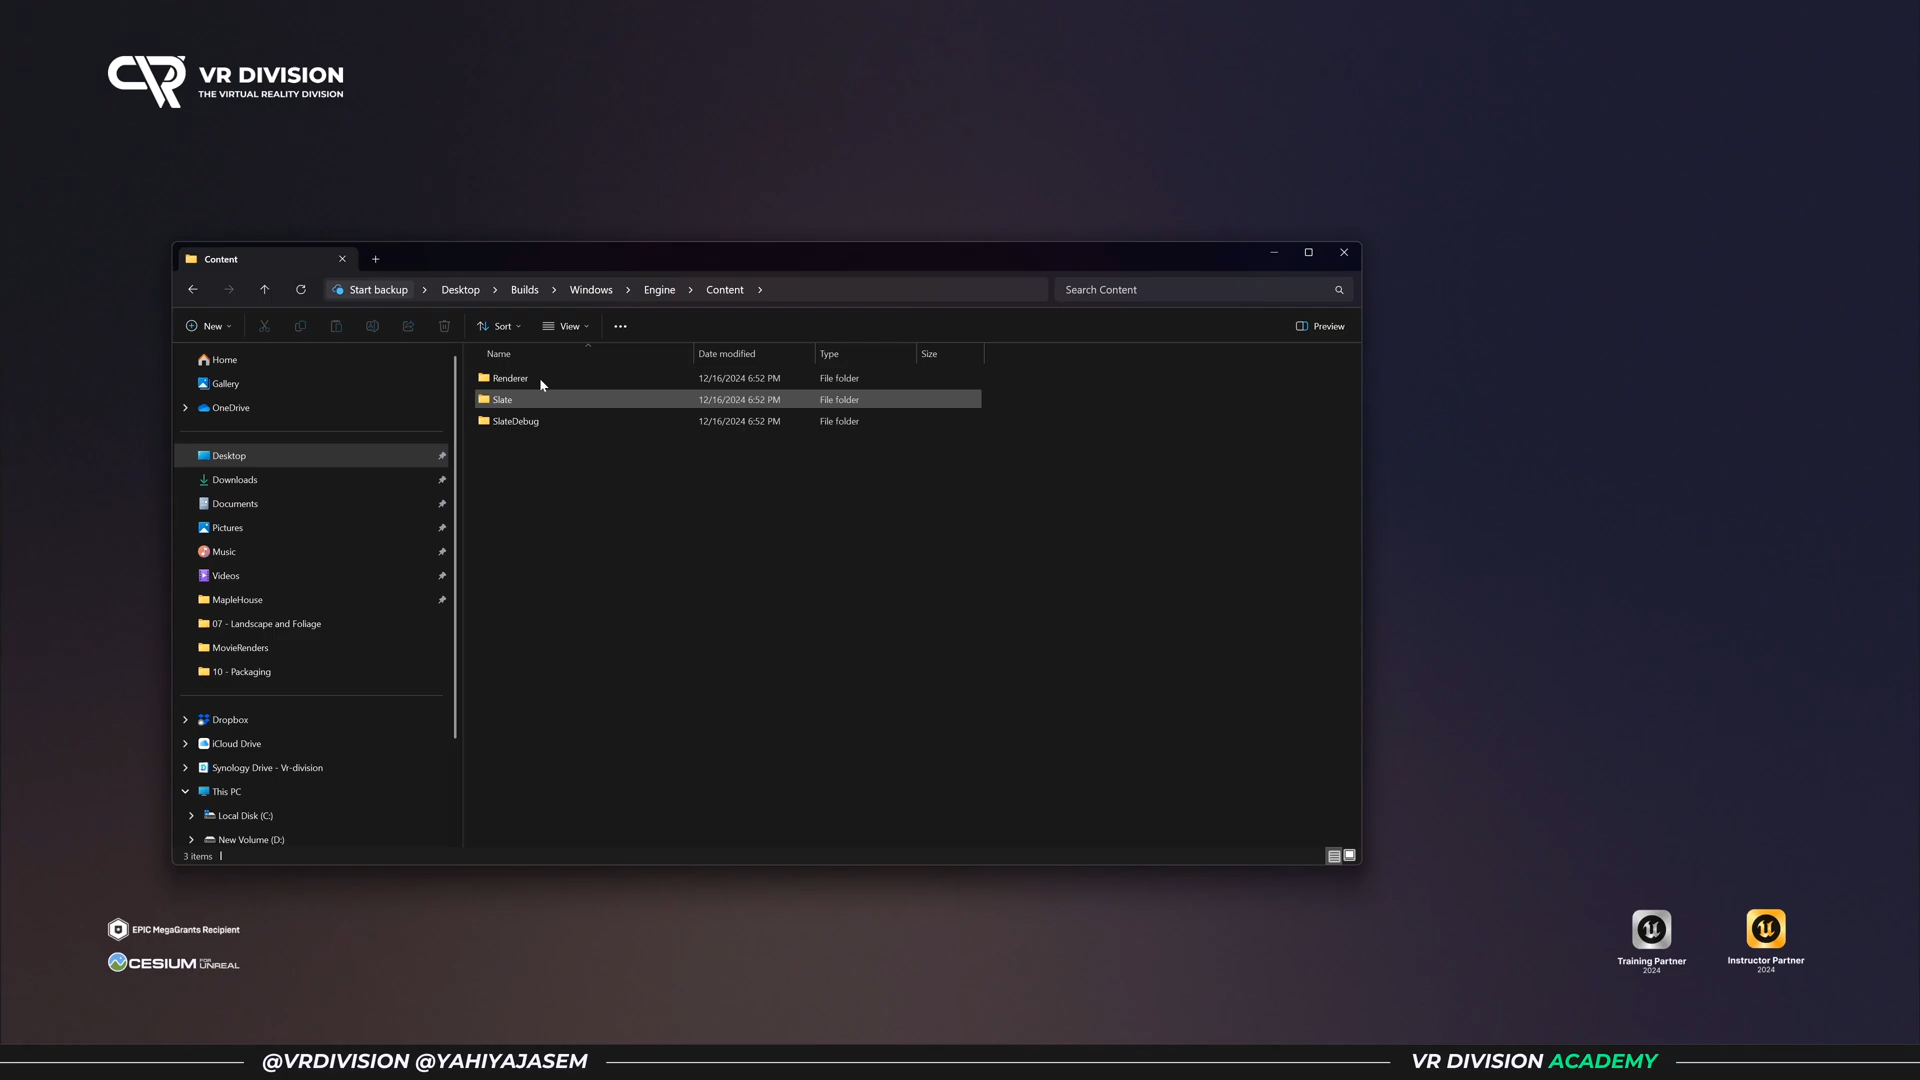 VR DIVISION
THE VIRTUAL REALITY DIVISION
Content
Start backup > Desktop > Builds > Windows > Engine > Content >
Search Content
New
Sort
View
Preview
Name Date modified Type Size
Renderer 12/16/2024 6:52 PM File folder
Slate 12/16/2024 6:52 PM File folder
SlateDebug 12/16/2024 6:52 PM File folder
Home
Gallery
OneDrive
Desktop
Downloads
Documents
Pictures
Music
Videos
MapleHouse
07 - Landscape and Foliage
MovieRenders
10 - Packaging
Dropbox
iCloud Drive
Synology Drive - Vr-division
This PC
Local Disk (C:)
New Volume (D:)
3 items
EPIC MegaGrants Recipient
CESIUM FOR UNREAL
Training Partner
2024
Instructor Partner
2024
@VRDIVISION @YAHIYAJASEM
VR DIVISION ACADEMY